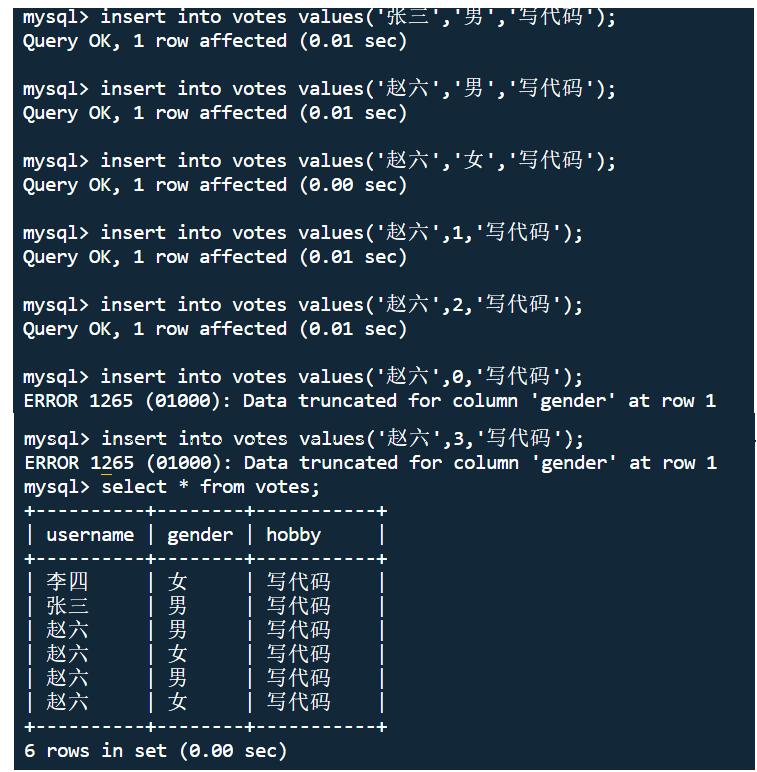 mysql> insert into votes values('张三','男','写代码');
Query OK, 1 row affected (0.01 sec)
mysql> insert into votes values('赵六','男','写代码');
Query OK, 1 row affected (0.01 sec)
mysql> insert into votes values('赵六','女','写代码');
Query OK, 1 row affected (0.00 sec)
mysql> insert into votes values('赵六',1,'写代码');
Query OK, 1 row affected (0.01 sec)
mysql> insert into votes values('赵六',2,'写代码');
Query OK, 1 row affected (0.01 sec)
mysql> insert into votes values('赵六',0,'写代码');
ERROR 1265 (01000): Data truncated for column 'gender' at row 1
mysql> insert into votes values('赵六',3,'写代码');
ERROR 1265 (01000): Data truncated for column 'gender' at row 1
mysql> select * from votes;
+----------+--------+-----------+
| username | gender | hobby     |
+----------+--------+-----------+
| 李四     | 女     | 写代码    |
| 张三     | 男     | 写代码    |
| 赵六     | 男     | 写代码    |
| 赵六     | 女     | 写代码    |
| 赵六     | 男     | 写代码    |
| 赵六     | 女     | 写代码    |
+----------+--------+-----------+
6 rows in set (0.00 sec)